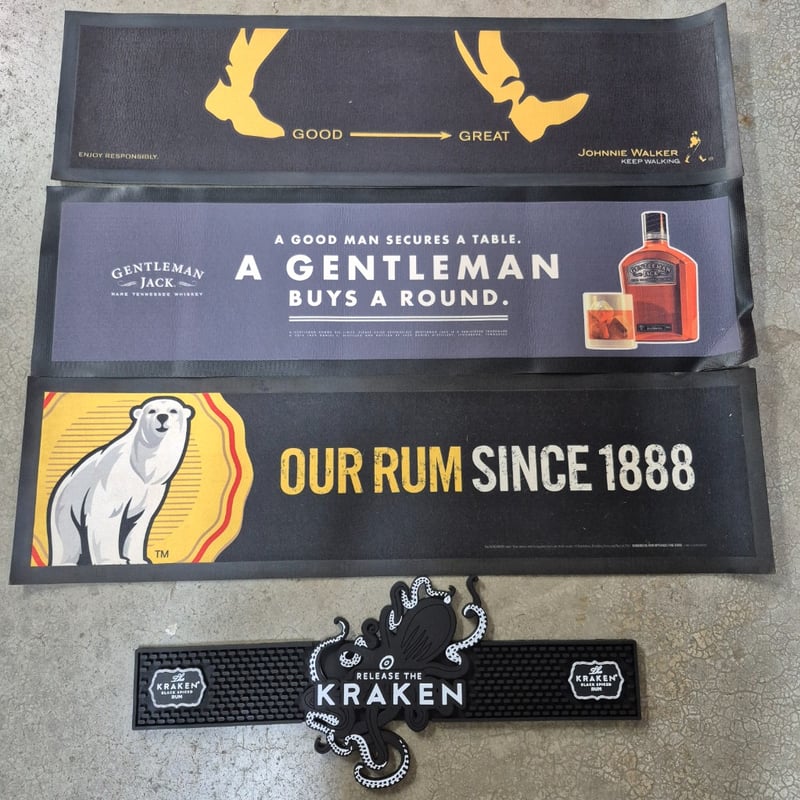 GOOD GREAT
ENJOY RESPONSIBLY.
JOHNNIE WALKER
KEEP WALKING
A GOOD MAN SECURES A TABLE.
A GENTLEMAN
BUYS A ROUND.
GENTLEMAN
JACK
RARE TENNESSEE WHISKEY
GENTLEMAN
JACK
OUR RUM SINCE 1888
TM
RELEASE THE
KRAKEN
The
KRAKEN
BLACK SPICED
RUM
The
KRAKEN
BLACK SPICED
RUM